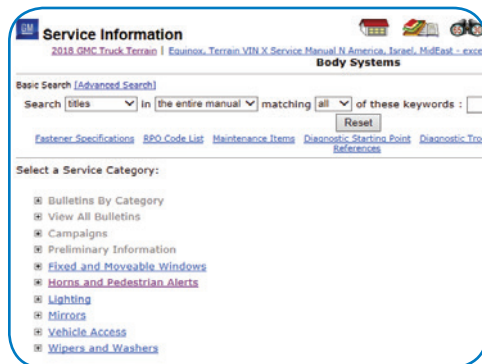 GM
Service Information
2018 GMC Truck Terrain | Equinox, Terrain VIN X Service Manual N America, Israel, MidEast - exce
Body Systems
Basic Search [Advanced Search]
Search titles in the entire manual matching all of these keywords :
Reset
Fastener Specifications RPO Code List Maintenance Items Diagnostic Starting Point Diagnostic Tro
References
Select a Service Category:
Bulletins By Category
View All Bulletins
Campaigns
Preliminary Information
Fixed and Moveable Windows
Horns and Pedestrian Alerts
Lighting
Mirrors
Vehicle Access
Wipers and Washers